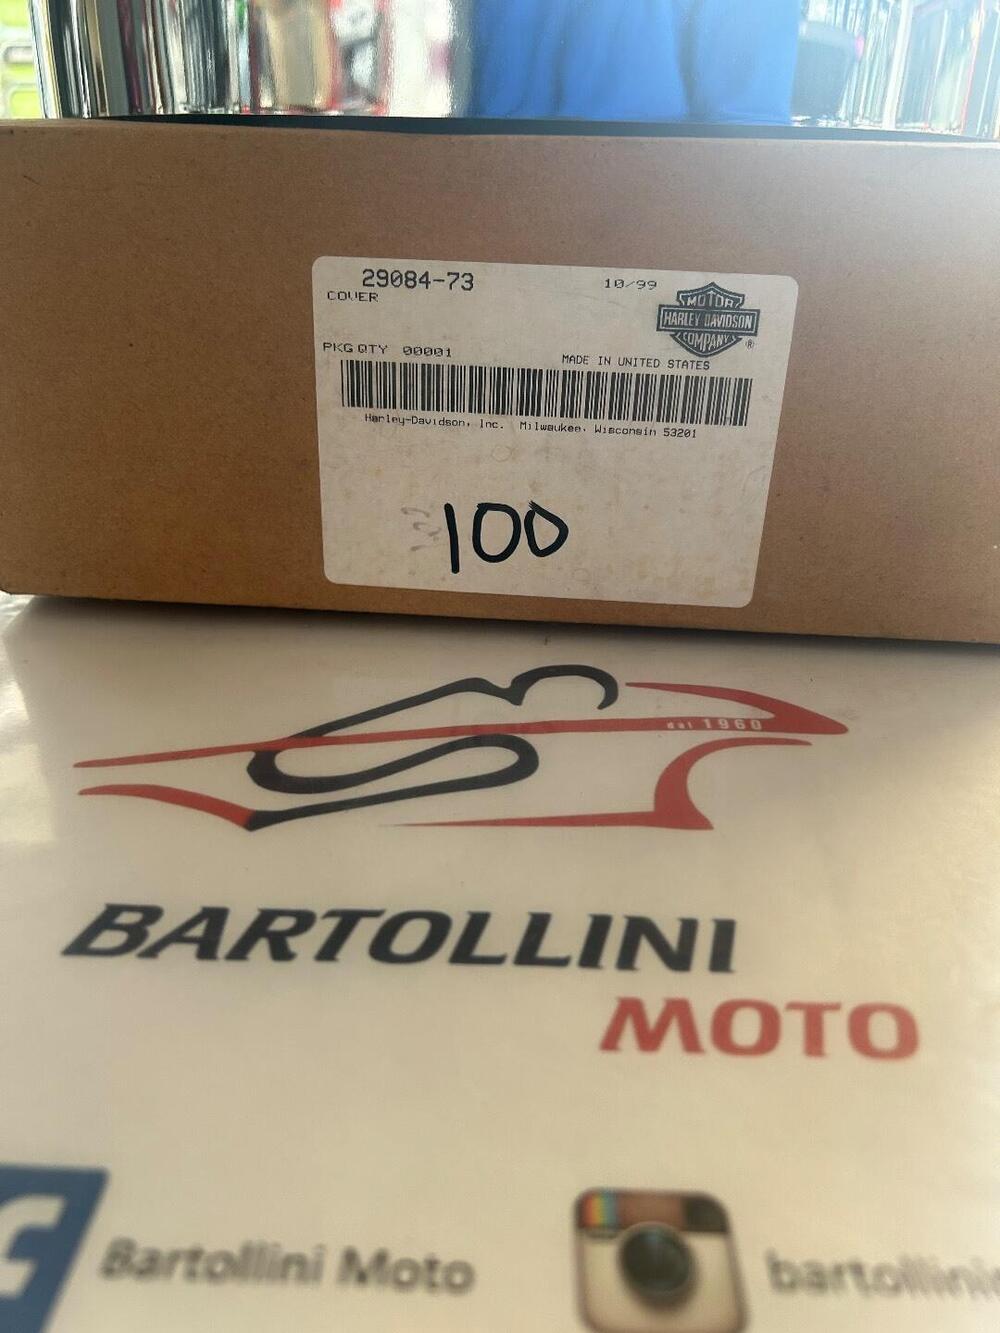 29084-73
10/99
COVER
MOTOR
HARLEY-DAVIDSON
COMPANY
®
PKG QTY 00001
MADE IN UNITED STATES
Harley-Davidson, Inc. Milwaukee, Wisconsin 53201
100
dal 1960
BARTOLLINI
MOTO
f
Bartollini Moto